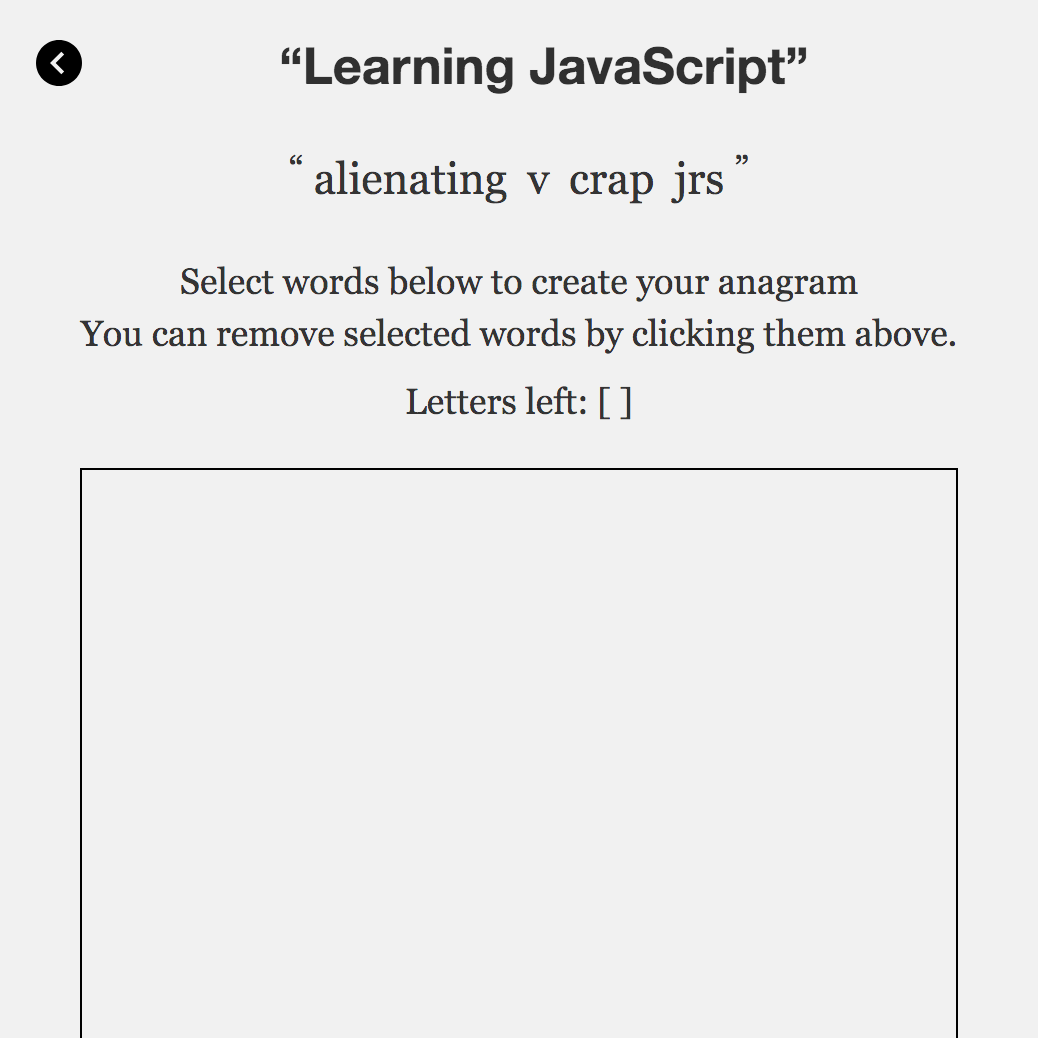 “Learning JavaScript”
“ alienating v crap jrs ”
Select words below to create your anagram
You can remove selected words by clicking them above.
Letters left: [ ]